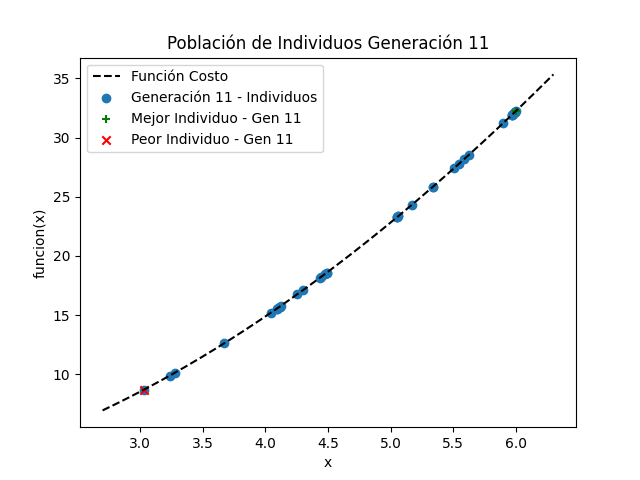 Población de Individuos Generación 11
Función Costo
Generación 11 - Individuos
Mejor Individuo - Gen 11
Peor Individuo - Gen 11
funcion(x)
35
30
25
20
15
10
3.0 3.5 4.0 4.5 5.0 5.5 6.0
x